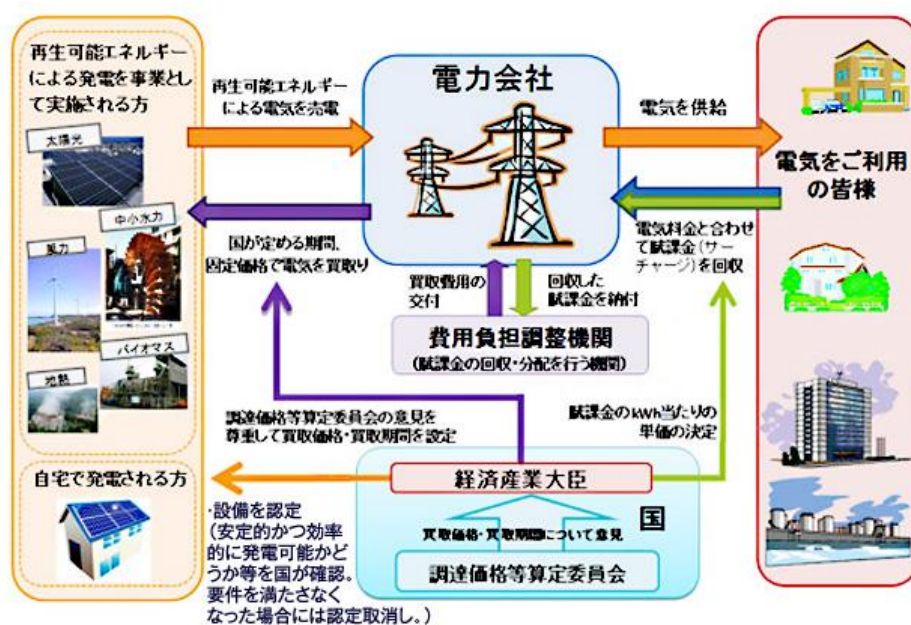 再生可能エネルギー
による発電を事業とし
て実施される方
太陽光
中小水力
風力
バイオマス
地熱
自宅で発電される方
再生可能エネルギー
による電気を売電
国が定める期間、
固定価格で電気を買取り
電力会社
買取費用の
交付
回収した
賦課金を納付
費用負担調整機関
(賦課金の回収・分配を行う機関)
電気を供給
電気料金と合わせ
て賦課金(サー
チャージ)を回収
電気をご利用
の皆様
調達価格等算定委員会の意見を
尊重して買取価格・買取期間を設定
賦課金のkWh当たりの
単価の決定
経済産業大臣
国
買取価格・買取期間について意見
調達価格等算定委員会
・設備を認定
(安定的かつ効率
的に発電可能かど
うか等を国が確認。
要件を満たさなく
なった場合には認定取消し。)